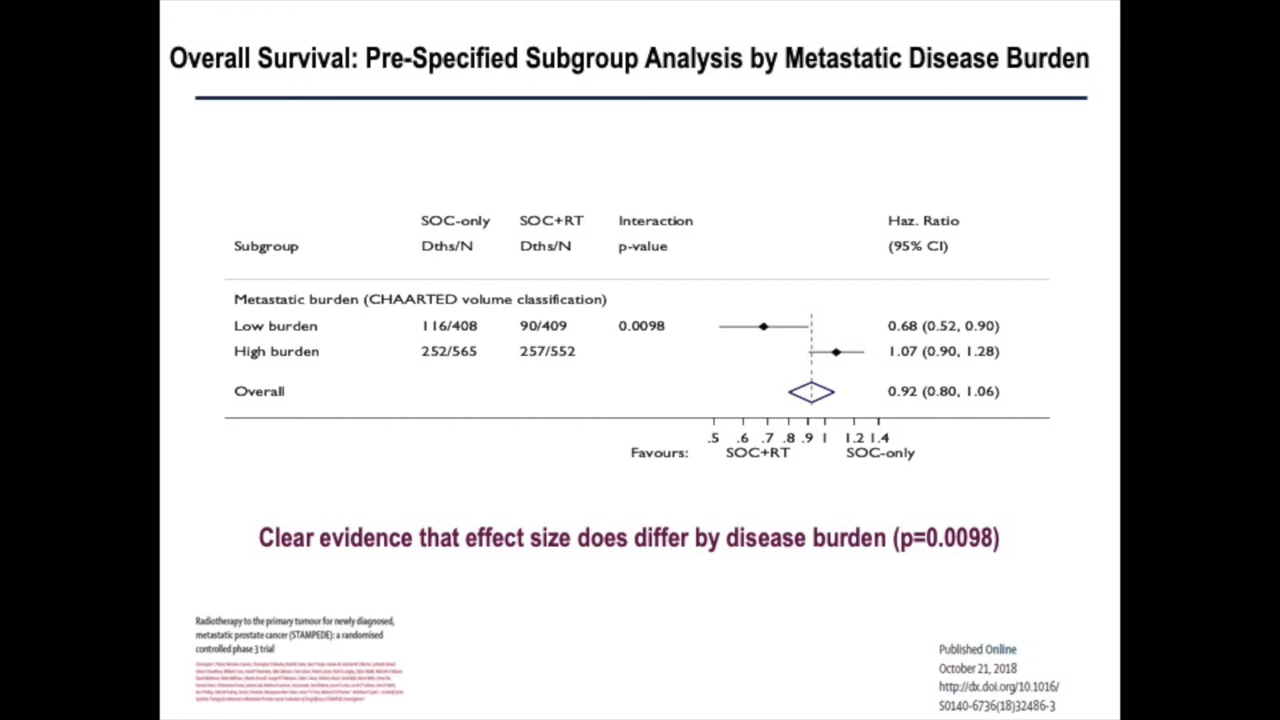 Overall Survival: Pre-Specified Subgroup Analysis by Metastatic Disease Burden
SOC-only SOC+RT Interaction Haz. Ratio
Subgroup Dths/N Dths/N p-value (95% CI)
Metastatic burden (CHAARTED volume classification)
Low burden 116/408 90/409 0.0098 0.68 (0.52, 0.90)
High burden 252/565 257/552 1.07 (0.90, 1.28)
Overall 0.92 (0.80, 1.06)
.5 .6 .7 .8 .9 1 1.2 1.4
Favours: SOC+RT SOC-only
Clear evidence that effect size does differ by disease burden (p=0.0098)
Radiotherapy to the primary tumour for newly diagnosed,
metastatic prostate cancer (STAMPEDE): a randomised
controlled phase 3 trial
Published Online
October 21, 2018
http://dx.doi.org/10.1016/
S0140-6736(18)32486-3